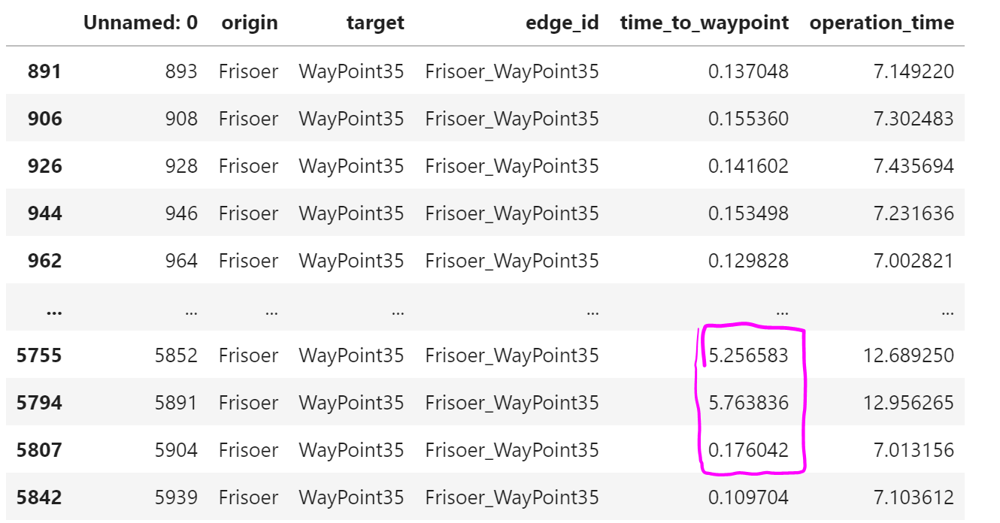 Unnamed: 0 origin target edge_id time_to_waypoint operation_time
891 893 Frisoer WayPoint35 Frisoer_WayPoint35 0.137048 7.149220
906 908 Frisoer WayPoint35 Frisoer_WayPoint35 0.155360 7.302483
926 928 Frisoer WayPoint35 Frisoer_WayPoint35 0.141602 7.435694
944 946 Frisoer WayPoint35 Frisoer_WayPoint35 0.153498 7.231636
962 964 Frisoer WayPoint35 Frisoer_WayPoint35 0.129828 7.002821
... ... ... ... ... ... ...
5755 5852 Frisoer WayPoint35 Frisoer_WayPoint35 5.256583 12.689250
5794 5891 Frisoer WayPoint35 Frisoer_WayPoint35 5.763836 12.956265
5807 5904 Frisoer WayPoint35 Frisoer_WayPoint35 0.176042 7.013156
5842 5939 Frisoer WayPoint35 Frisoer_WayPoint35 0.109704 7.103612